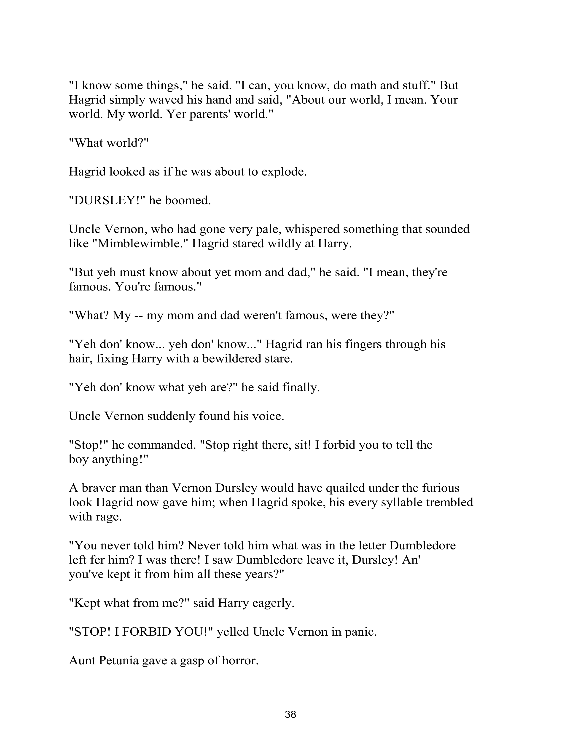 "I know some things," he said. "I can, you know, do math and stuff." But
Hagrid simply waved his hand and said, "About our world, I mean. Your
world. My world. Yer parents' world."
"What world?"
Hagrid looked as if he was about to explode.
"DURSLEY!" he boomed.
Uncle Vernon, who had gone very pale, whispered something that sounded
like "Mimblewimble." Hagrid stared wildly at Harry.
"But yeh must know about yet mom and dad," he said. "I mean, they're
famous. You're famous."
"What? My -- my mom and dad weren't famous, were they?"
"Yeh don' know... yeh don' know..." Hagrid ran his fingers through his
hair, fixing Harry with a bewildered stare.
"Yeh don' know what yeh are?" he said finally.
Uncle Vernon suddenly found his voice.
"Stop!" he commanded. "Stop right there, sit! I forbid you to tell the
boy anything!"
A braver man than Vernon Dursley would have quailed under the furious
look Hagrid now gave him; when Hagrid spoke, his every syllable trembled
with rage.
"You never told him? Never told him what was in the letter Dumbledore
left fer him? I was there! I saw Dumbledore leave it, Dursley! An'
you've kept it from him all these years?"
"Kept what from me?" said Harry eagerly.
"STOP! I FORBID YOU!" yelled Uncle Vernon in panic.
Aunt Petunia gave a gasp of horror.
38